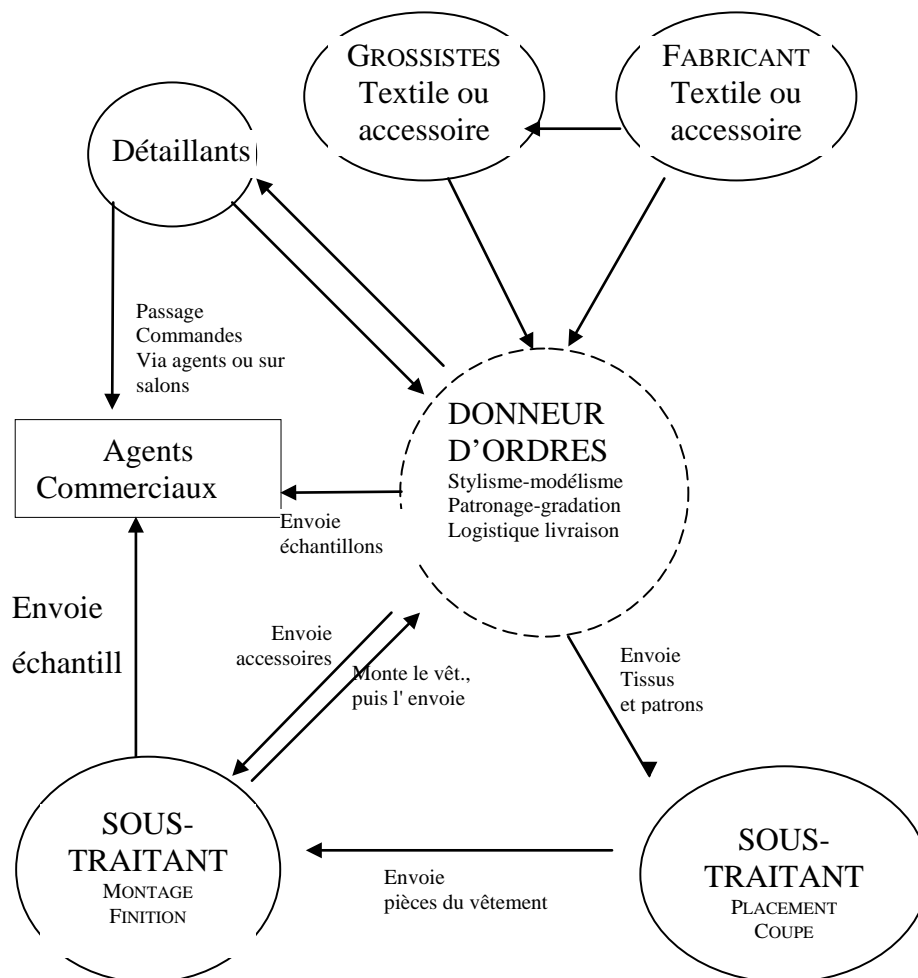 GROSSISTES
Textile ou
accessoire
FABRICANT
Textile ou
accessoire
Détaillants
Passage
Commandes
Via agents ou sur
salons
Agents
Commerciaux
DONNEUR
D'ORDRES
Stylisme-modélisme
Patronage-gradation
Logistique livraison
Envoie
échantillons
Envoie
échantill
Envoie
accessoires
Monte le vêt.,
puis l' envoie
Envoie
Tissus
et patrons
SOUS-
TRAITANT
MONTAGE
FINITION
Envoie
pièces du vêtement
SOUS-
TRAITANT
PLACEMENT
COUPE